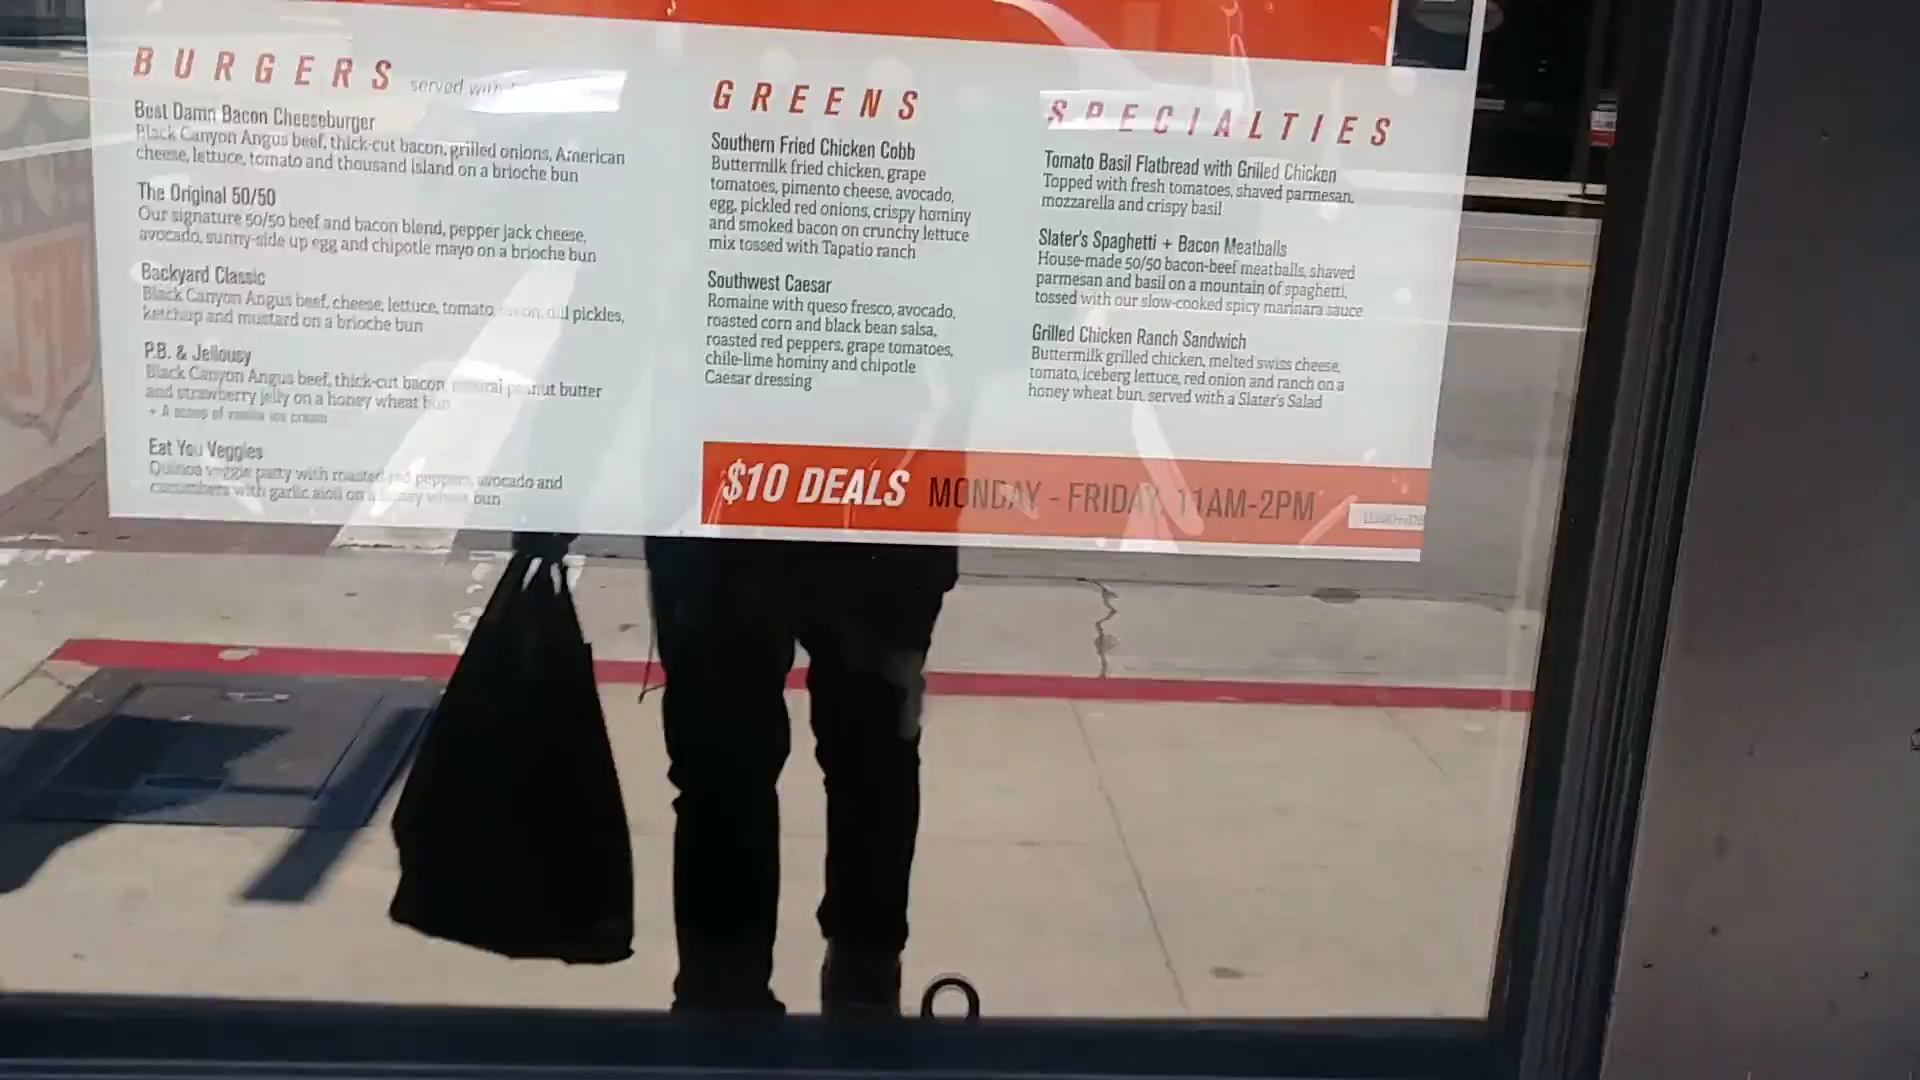 BURGERS served with
Best Damn Bacon Cheeseburger
Black Canyon Angus beef, thick-cut bacon, grilled onions, American
cheese, lettuce, tomato and thousand island on a brioche bun
The Original 50/50
Our signature 50/50 beef and bacon blend, pepper jack cheese,
avocado, sunny-side up egg and chipotle mayo on a brioche bun
Backyard Classic
Black Canyon Angus beef, cheese, lettuce, tomato, dill pickles,
ketchup and mustard on a brioche bun
P.B. & Jellousy
Black Canyon Angus beef, thick-cut bacon, natural peanut butter
and strawberry jelly on a honey wheat bun
+ A scoop of vanilla ice cream
Eat You Veggies
Quinoa veggie patty with roasted red peppers, avocado and
cucumbers with garlic aioli on a honey wheat bun
GREENS
Southern Fried Chicken Cobb
Buttermilk fried chicken, grape
tomatoes, pimento cheese, avocado,
egg, pickled red onions, crispy hominy
and smoked bacon on crunchy lettuce
mix tossed with Tapatio ranch
Southwest Caesar
Romaine with queso fresco, avocado,
roasted corn and black bean salsa,
roasted red peppers, grape tomatoes,
chile-lime hominy and chipotle
Caesar dressing
SPECIALTIES
Tomato Basil Flatbread with Grilled Chicken
Topped with fresh tomatoes, shaved parmesan,
mozzarella and crispy basil
Slater's Spaghetti + Bacon Meatballs
House-made 50/50 bacon-beef meatballs, shaved
parmesan and basil on a mountain of spaghetti,
tossed with our slow-cooked spicy marinara sauce
Grilled Chicken Ranch Sandwich
Buttermilk grilled chicken, melted swiss cheese,
tomato, iceberg lettuce, red onion and ranch on a
honey wheat bun, served with a Slater's Salad
$10 DEALS MONDAY - FRIDAY, 11AM-2PM